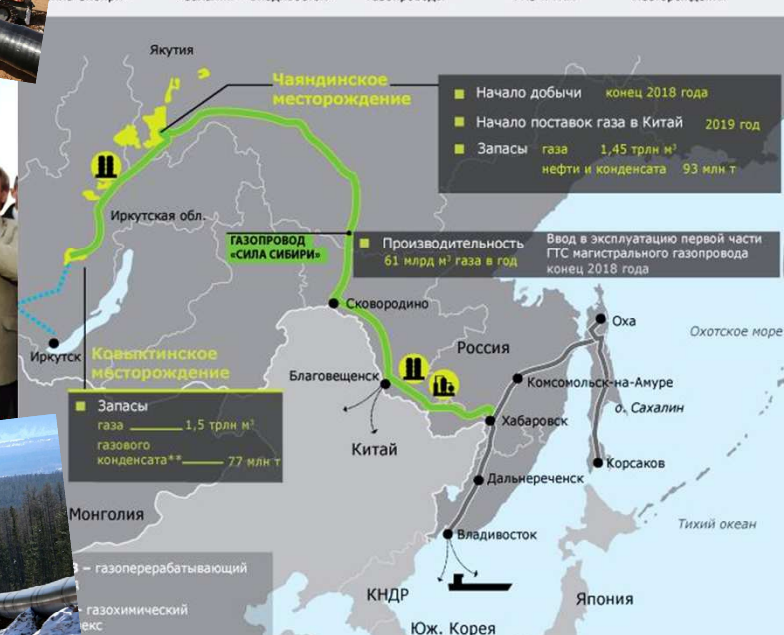 Якутия
Чаяндинское
месторождение
Начало добычи конец 2018 года
Начало поставок газа в Китай 2019 год
Запасы газа 1,45 трлн м³
нефти и конденсата 93 млн т
Иркутская обл.
ГАЗОПРОВОД
«СИЛА СИБИРИ»
Производительность
61 млрд м³ газа в год
Ввод в эксплуатацию первой части
ГТС магистрального газопровода
конец 2018 года
Сковородино
Оха
Охотское море
Россия
Иркутск
Ковыктинское
месторождение
Запасы
газа 1,5 трлн м³
газового
конденсата** 77 млн т
Благовещенск
Комсомольск-на-Амуре
о. Сахалин
Хабаровск
Китай
Корсаков
Дальнереченск
Монголия
Тихий океан
Владивосток
– газоперерабатывающий
газохимический
КНДР
Япония
Юж. Корея